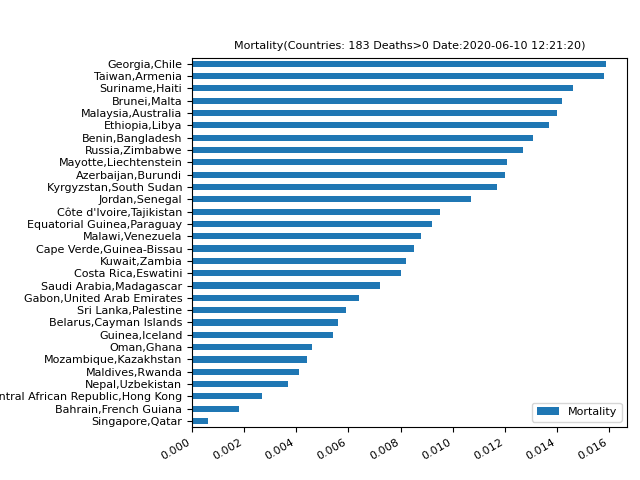 Mortality(Countries: 183 Deaths>0 Date:2020-06-10 12:21:20)
Georgia,Chile
Taiwan,Armenia
Suriname,Haiti
Brunei,Malta
Malaysia,Australia
Ethiopia,Libya
Benin,Bangladesh
Russia,Zimbabwe
Mayotte,Liechtenstein
Azerbaijan,Burundi
Kyrgyzstan,South Sudan
Jordan,Senegal
Côte d'Ivoire,Tajikistan
Equatorial Guinea,Paraguay
Malawi,Venezuela
Cape Verde,Guinea-Bissau
Kuwait,Zambia
Costa Rica,Eswatini
Saudi Arabia,Madagascar
Gabon,United Arab Emirates
Sri Lanka,Palestine
Belarus,Cayman Islands
Guinea,Iceland
Oman,Ghana
Mozambique,Kazakhstan
Maldives,Rwanda
Nepal,Uzbekistan
ntral African Republic,Hong Kong
Bahrain,French Guiana
Singapore,Qatar
Mortality
0.000 0.002 0.004 0.006 0.008 0.010 0.012 0.014 0.016